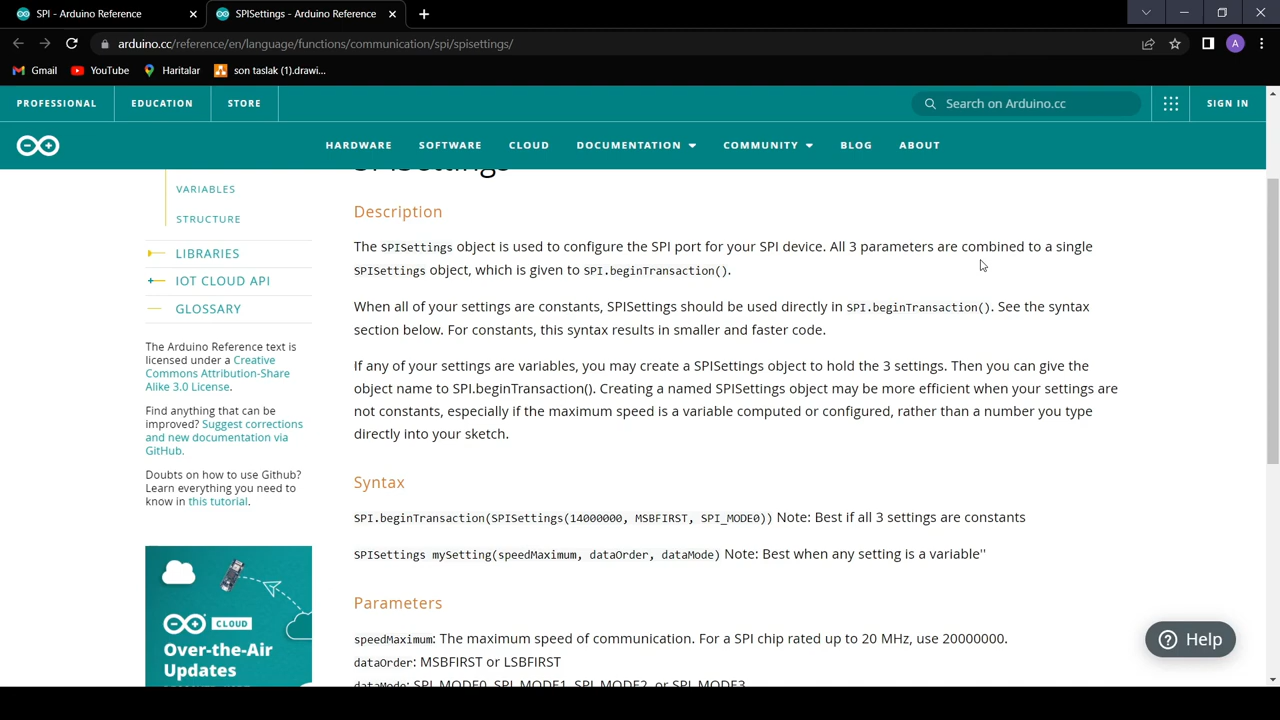 SPI - Arduino Reference
SPISettings - Arduino Reference
A
arduino.cc/reference/en/language/functions/communication/spi/spisettings/
Gmail
YouTube
Haritalar
son taslak (1).drawi...
PROFESSIONAL
EDUCATION
STORE
Search on Arduino.cc
SIGN IN
HARDWARE
SOFTWARE
CLOUD
DOCUMENTATION
COMMUNITY
BLOG
ABOUT
VARIABLES
STRUCTURE
LIBRARIES
IOT CLOUD API
GLOSSARY
The Arduino Reference text is
licensed under a Creative
Commons Attribution-Share
Alike 3.0 License.
Find anything that can be
improved? Suggest corrections
and new documentation via
GitHub.
Doubts on how to use Github?
Learn everything you need to
know in this tutorial.
CLOUD
Over-the-Air
Updates
SPISettings
Description
The SPISettings object is used to configure the SPI port for your SPI device. All 3 parameters are combined to a single
SPISettings object, which is given to SPI.beginTransaction().
When all of your settings are constants, SPISettings should be used directly in SPI.beginTransaction(). See the syntax
section below. For constants, this syntax results in smaller and faster code.
If any of your settings are variables, you may create a SPISettings object to hold the 3 settings. Then you can give the
object name to SPI.beginTransaction(). Creating a named SPISettings object may be more efficient when your settings are
not constants, especially if the maximum speed is a variable computed or configured, rather than a number you type
directly into your sketch.
Syntax
SPI.beginTransaction(SPISettings(14000000, MSBFIRST, SPI_MODE0)) Note: Best if all 3 settings are constants
SPISettings mySetting(speedMaximum, dataOrder, dataMode) Note: Best when any setting is a variable''
Parameters
speedMaximum: The maximum speed of communication. For a SPI chip rated up to 20 MHz, use 20000000.
dataOrder: MSBFIRST or LSBFIRST
dataMode: SPI_MODE0, SPI_MODE1, SPI_MODE2, or SPI_MODE3
Help